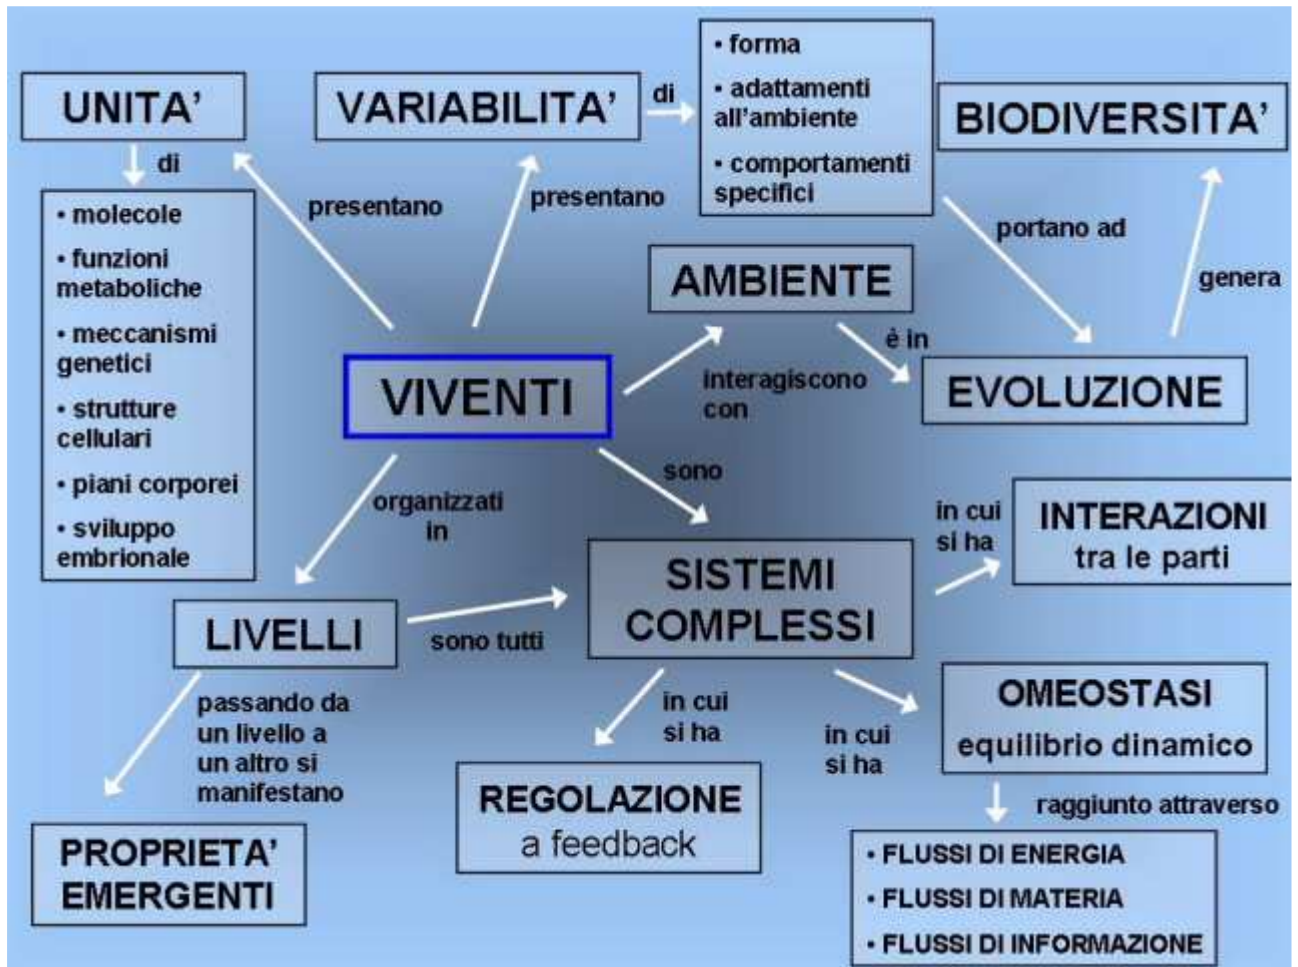 UNITA’
di
• molecole
• funzioni
metaboliche
• meccanismi
genetici
• strutture
cellulari
• piani corporei
• sviluppo
embrionale
presentano
VARIABILITA’
di
presentano
• forma
• adattamenti
all’ambiente
• comportamenti
specifici
BIODIVERSITA’
portano ad
genera
AMBIENTE
è in
EVOLUZIONE
VIVENTI
interagiscono
con
sono
organizzati
in
LIVELLI
sono tutti
SISTEMI
COMPLESSI
in cui
si ha
INTERAZIONI
tra le parti
passando da
un livello a
un altro si
manifestano
PROPRIETA’
EMERGENTI
in cui
si ha
REGOLAZIONE
a feedback
in cui
si ha
OMEOSTASI
equilibrio dinamico
raggiunto attraverso
• FLUSSI DI ENERGIA
• FLUSSI DI MATERIA
• FLUSSI DI INFORMAZIONE